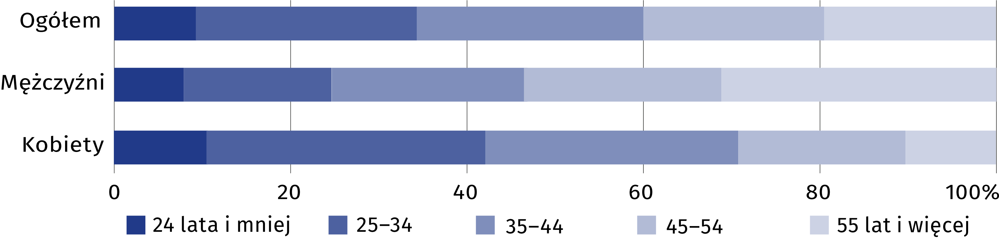 Ogółem
Mężczyźni
Kobiety
0 20 40 60 80 100%
24 lata i mniej 25–34 35–44 45–54 55 lat i więcej